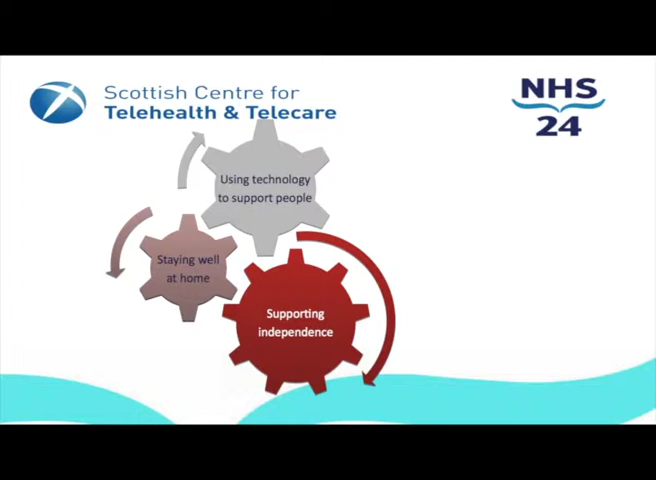 Scottish Centre for
Telehealth & Telecare
NHS
24
Using technology
to support people
Staying well
at home
Supporting
independence